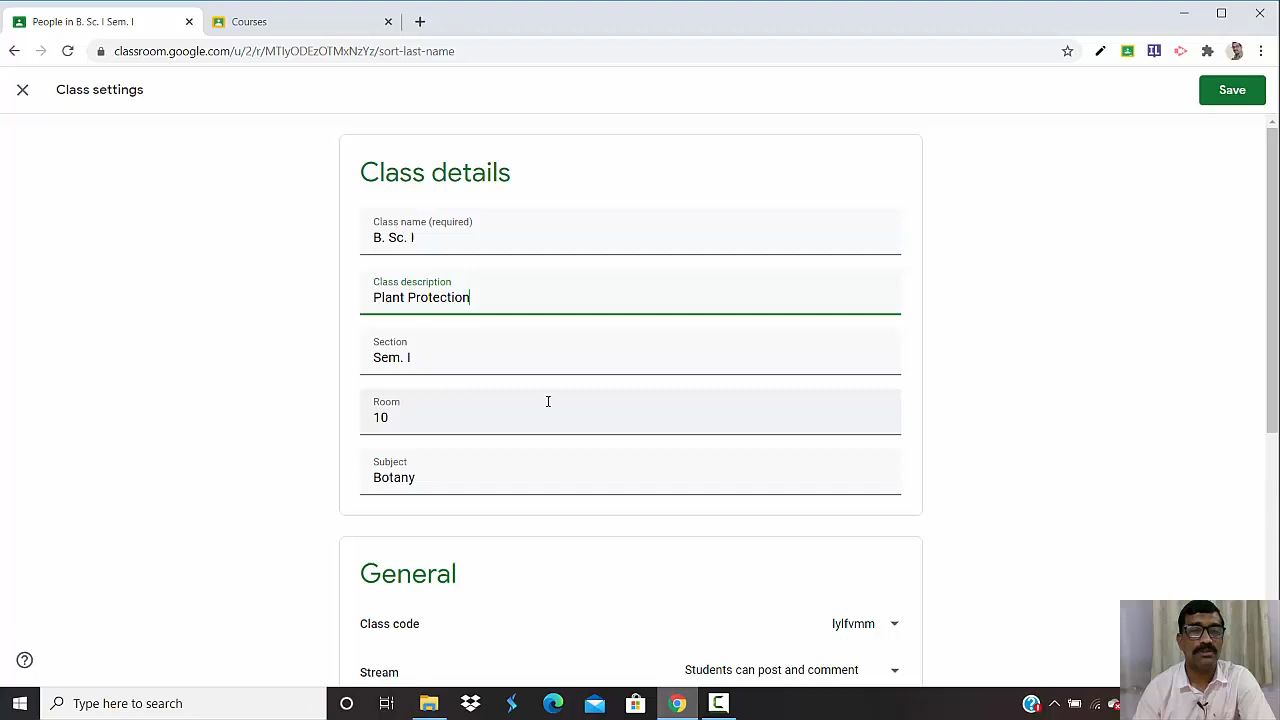 People in B. Sc. I Sem. I
Courses
classroom.google.com/u/2/r/MTIyODEzOTMxNzYz/sort-last-name
Class settings
Save
Class details
Class name (required)
B. Sc. I
Class description
Plant Protection
Section
Sem. I
Room
10
Subject
Botany
General
Class code
lylfvmm
Stream
Students can post and comment
Type here to search